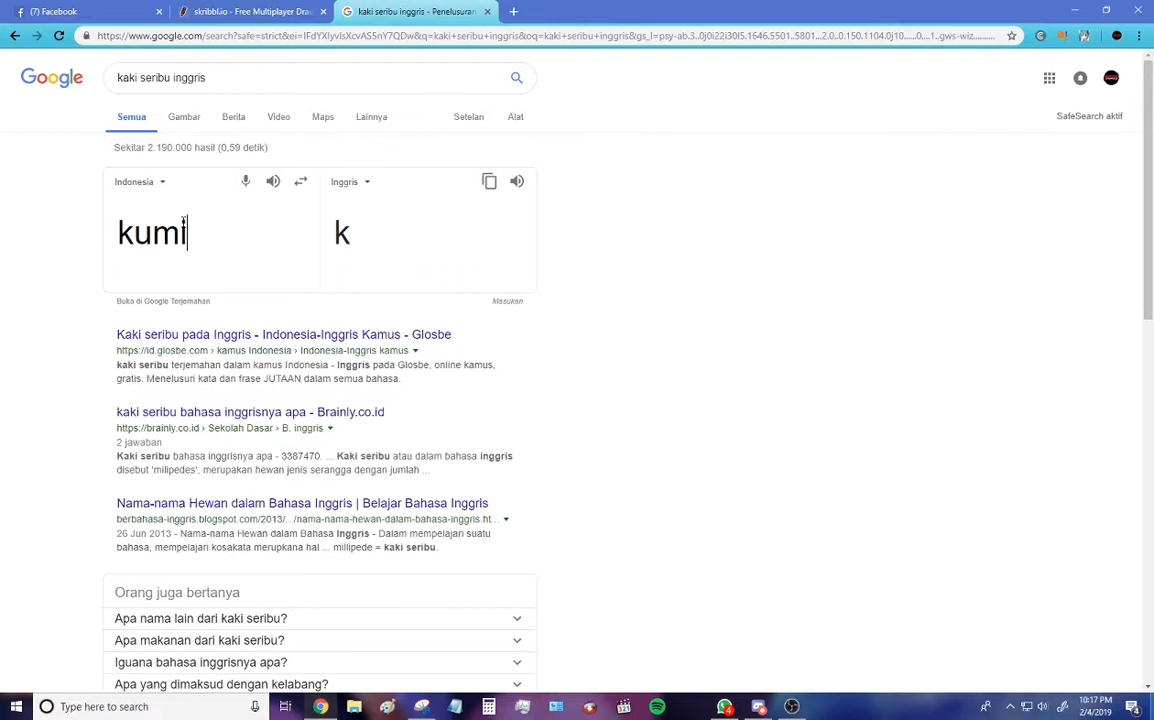 Facebook
skribbl.io - Free Multiplayer Dra
kaki seribu inggris - Penelusuran
https://www.google.com/search?safe=strict&ei=IFdYXIyvIsXcvAS5nY7QDw&q=kaki+seribu+inggris&oq=kaki+seribu+inggris&gs_l=psy-ab.3..0j0i22i30l5.1646.5501..5801...2.0..0.150.1104.0j10......0....1..gws-wiz.........
Google
kaki seribu inggris
Semua Gambar Berita Video Maps Lainnya Setelan Alat
SafeSearch aktif
Sekitar 2.190.000 hasil (0,59 detik)
Indonesia
Inggris
kumi
k
Buka di Google Terjemahan
Masukan
Kaki seribu pada Inggris - Indonesia-Inggris Kamus - Glosbe
https://id.glosbe.com › kamus Indonesia › Indonesia-Inggris kamus
kaki seribu terjemahan dalam kamus Indonesia - Inggris pada Glosbe, online kamus,
gratis. Menelusuri kata dan frase JUTAAN dalam semua bahasa.
kaki seribu bahasa inggrisnya apa - Brainly.co.id
https://brainly.co.id › Sekolah Dasar › B. inggris
2 jawaban
Kaki seribu bahasa inggrisnya apa - 3387470. ... Kaki seribu atau dalam bahasa inggris
disebut 'milipedes', merupakan hewan jenis serangga dengan jumlah ...
Nama-nama Hewan dalam Bahasa Inggris | Belajar Bahasa Inggris
berbahasa-inggris.blogspot.com/2013/.../nama-nama-hewan-dalam-bahasa-inggris.ht...
26 Jun 2013 - Nama-nama Hewan dalam Bahasa Inggris - Dalam mempelajari suatu
bahasa, mempelajari kosakata merupkana hal ... millipede = kaki seribu.
Orang juga bertanya
Apa nama lain dari kaki seribu?
Apa makanan dari kaki seribu?
Iguana bahasa inggrisnya apa?
Apa yang dimaksud dengan kelabang?
Type here to search
4
10:17 PM
2/4/2019